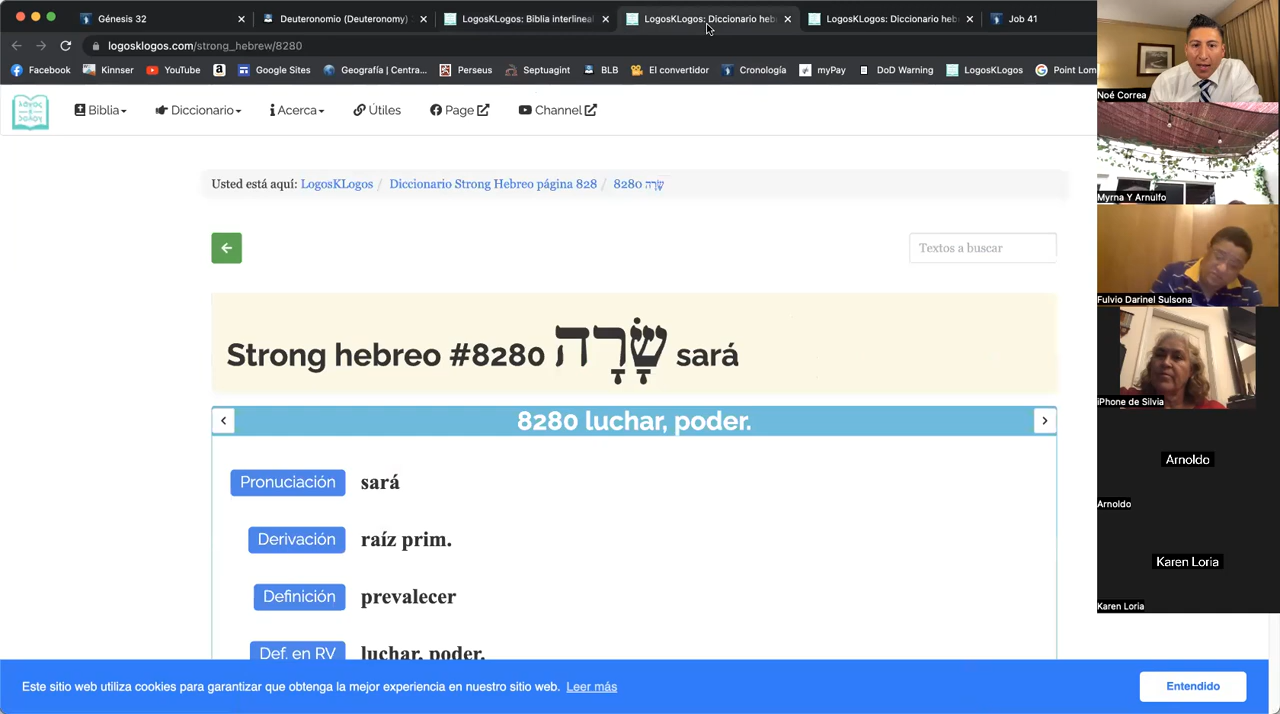 Génesis 32
Deuteronomio (Deuteronomy)
LogosKLogos: Biblia interlineal
LogosKLogos: Diccionario heb
LogosKLogos: Diccionario heb
Job 41
logosklogos.com/strong_hebrew/8280
Facebook Kinnser YouTube Google Sites Geografía | Centra... Perseus Septuagint BLB El convertidor Cronología myPay DoD Warning LogosKLogos Point Lom
Biblia Diccionario Acerca Útiles Page Channel
Usted está aquí: LogosKLogos / Diccionario Strong Hebreo página 828 / 8280 שָׂרָה
Textos a buscar
Strong hebreo #8280 שָׂרָה sará
8280 luchar, poder.
Pronuciación sará
Derivación raíz prim.
Definición prevalecer
Def. en RV luchar, poder.
Este sitio web utiliza cookies para garantizar que obtenga la mejor experiencia en nuestro sitio web. Leer más
Entendido
Noé Correa
Myrna Y Arnulfo
Fulvio Darinel Sulsona
iPhone de Silvia
Arnoldo
Arnoldo
Karen Loria
Karen Loria